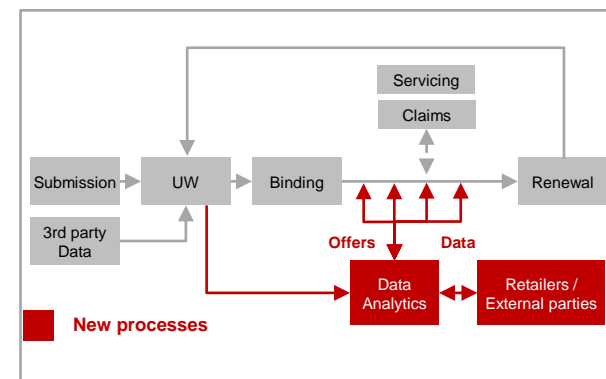 Servicing
Claims
Submission
UW
Binding
Renewal
3rd party
Data
Offers
Data
Data
Analytics
Retailers /
External parties
New processes